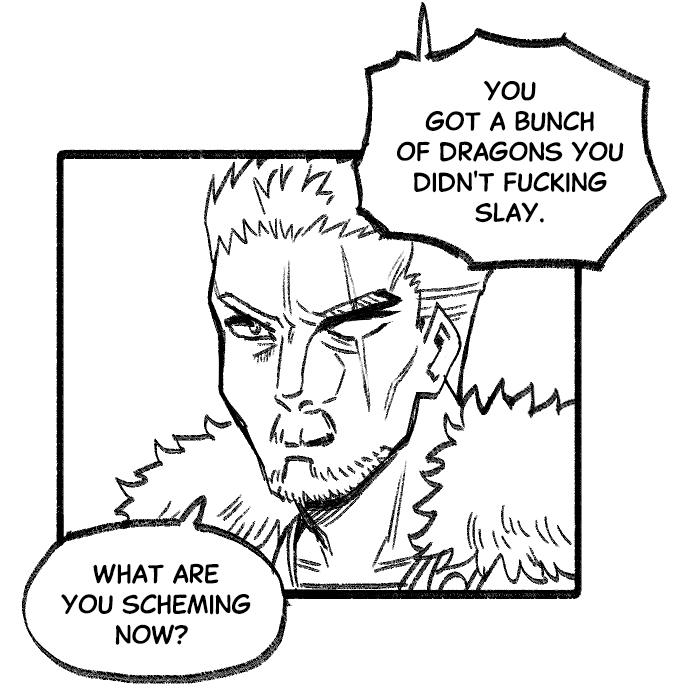 YOU
GOT A BUNCH
OF DRAGONS YOU
DIDN'T FUCKING
SLAY.
WHAT ARE
YOU SCHEMING
NOW?